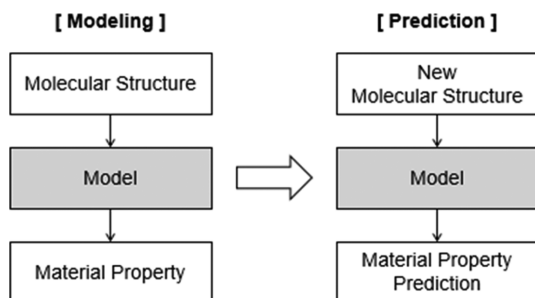 [ Modeling ]
Molecular Structure
Model
Material Property
[ Prediction ]
New
Molecular Structure
Model
Material Property
Prediction